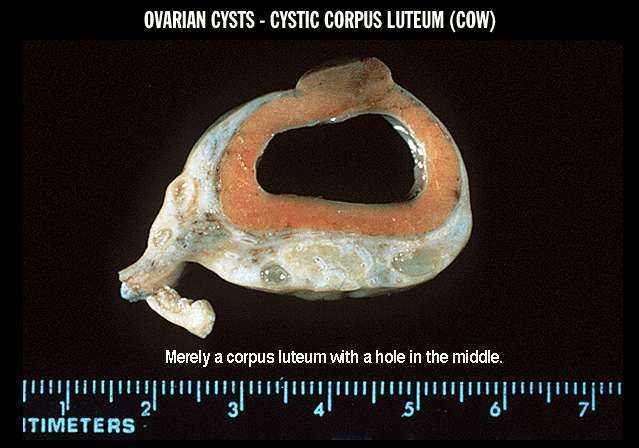 OVARIAN CYSTS - CYSTIC CORPUS LUTEUM (COW)
Merely a corpus luteum with a hole in the middle.
1 2 3 4 5 6 7
TIMETERS